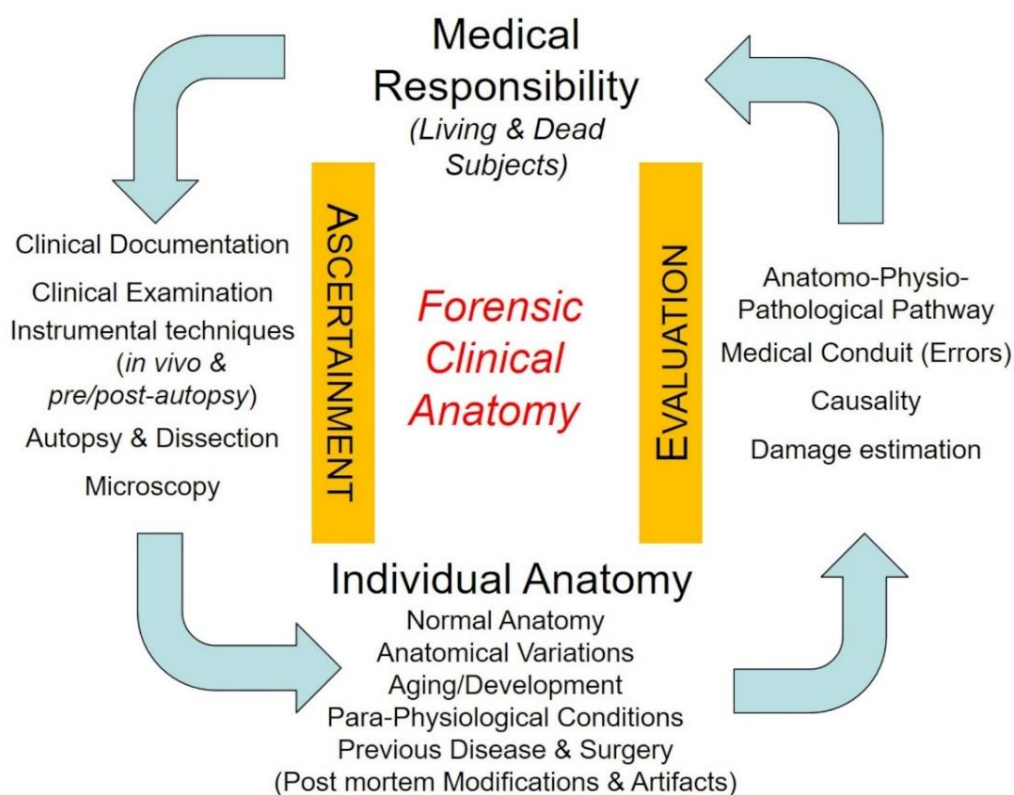 Medical
Responsibility
(Living & Dead
Subjects)
ASCERTAINMENT
EVALUATION
Forensic
Clinical
Anatomy
Clinical Documentation
Clinical Examination
Instrumental techniques
(in vivo &
pre/post-autopsy)
Autopsy & Dissection
Microscopy
Individual Anatomy
Normal Anatomy
Anatomical Variations
Aging/Development
Para-Physiological Conditions
Previous Disease & Surgery
(Post mortem Modifications & Artifacts)
Anatomo-Physio-
Pathological Pathway
Medical Conduit (Errors)
Causality
Damage estimation